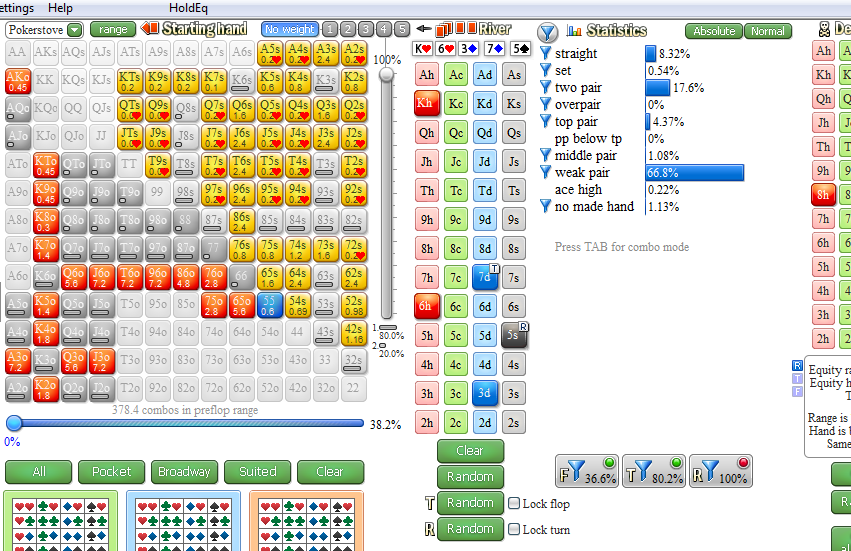 ettings Help HoldEq
Pokerstove range Starting hand No weight 1 2 3 4 5 River Statistics Absolute Normal De
K♥ 6♥ 3♦ 7♦ 5♠
100%
AA AKs AQs AJs ATs A9s A8s A7s A6s A5s 0.2♥ A4s 0.2♥ A3s 2.4 A2s 0.2♥
AKo 0.45 KK KQs KJs KTs 0.2 K9s 0.2 K8s 0.2 K7s 0.1 K6s K5s 0.6 K4s 0.8 K3s K2s 0.8
AQo KQo QQ QJs QTs 0.0♥ Q9s 0.0♥ Q8s Q7s 0.2♥ Q6s 1.6 Q5s 0.2♥ Q4s 0.2♥ Q3s 1.6 Q2s 0.2♥
AJo KJo QJo JJ JTs 0.0♥ J9s 0.0♥ J8s J7s 0.2♥ J6s 2.4 J5s 0.2♥ J4s 0.2♥ J3s 2.4 J2s 0.2♥
ATo KTo 0.45 QTo JTo TT T9s 0.0♥ T8s T7s 0.2♥ T6s 2.4 T5s 0.2♥ T4s 0.2♥ T3s T2s 0.2♥
A9o K9o 0.45 Q9o J9o T9o 99 98s 97s 0.2♥ 96s 2.4 95s 0.2♥ 94s 0.2♥ 93s 92s 0.2♥
A8o K8o 0.3 Q8o J8o T8o 98o 88 87s 86s 2.4 85s 84s 83s 82s
A7o K7o 1.4 Q7o J7o T7o 97o 87o 77 76s 0.8 75s 0.8 74s 1.2 73s 1.6 72s 0.2♥
A6o K6o Q6o 5.6 J6o 7.2 T6o 7.2 96o 7.2 86o 4.8 76o 2.8 66 65s 1.6 64s 2.4 63s 62s 2.4
A5o K5o 1.4 Q5o J5o T5o 95o 85o 75o 2.8 65o 5.6 55 0.6 54s 0.69 53s 52s 0.98
A4o K4o 1.8 Q4o J4o T4o 94o 84o 74o 64o 54o 44 43s 42s 1.16
A3o 7.2 K3o Q3o 5.6 J3o 7.2 T3o 93o 83o 73o 63o 53o 43o 33 32s
A2o K2o 1.8 Q2o J2o T2o 92o 82o 72o 62o 52o 42o 32o 22
1. 80.0%
2. 20.0%
378.4 combos in preflop range
38.2%
0%
All Pocket Broadway Suited Clear
Ah Ac Ad As
Kh Kc Kd Ks
Qh Qc Qd Qs
Jh Jc Jd Js
Th Tc Td Ts
9h 9c 9d 9s
8h 8c 8d 8s
7h 7c 7d T 7s
6h 6c 6d 6s
5h 5c 5d 5s R
4h 4c 4d 4s
3h 3c 3d 3s
2h 2c 2d 2s
Clear
Random
T Random Lock flop
R Random Lock turn
straight 8.32%
set 0.54%
two pair 17.6%
overpair 0%
top pair 4.37%
pp below tp 0%
middle pair 1.08%
weak pair 66.8%
ace high 0.22%
no made hand 1.13%
Press TAB for combo mode
F 36.6% T 80.2% R 100%
Ah
Kh
Qh
Jh
Th
9h
8h
7h
6h
5h
4h
3h
2h
R Equity ra
T Equity h
F T
Range is
Hand is b
Same
R